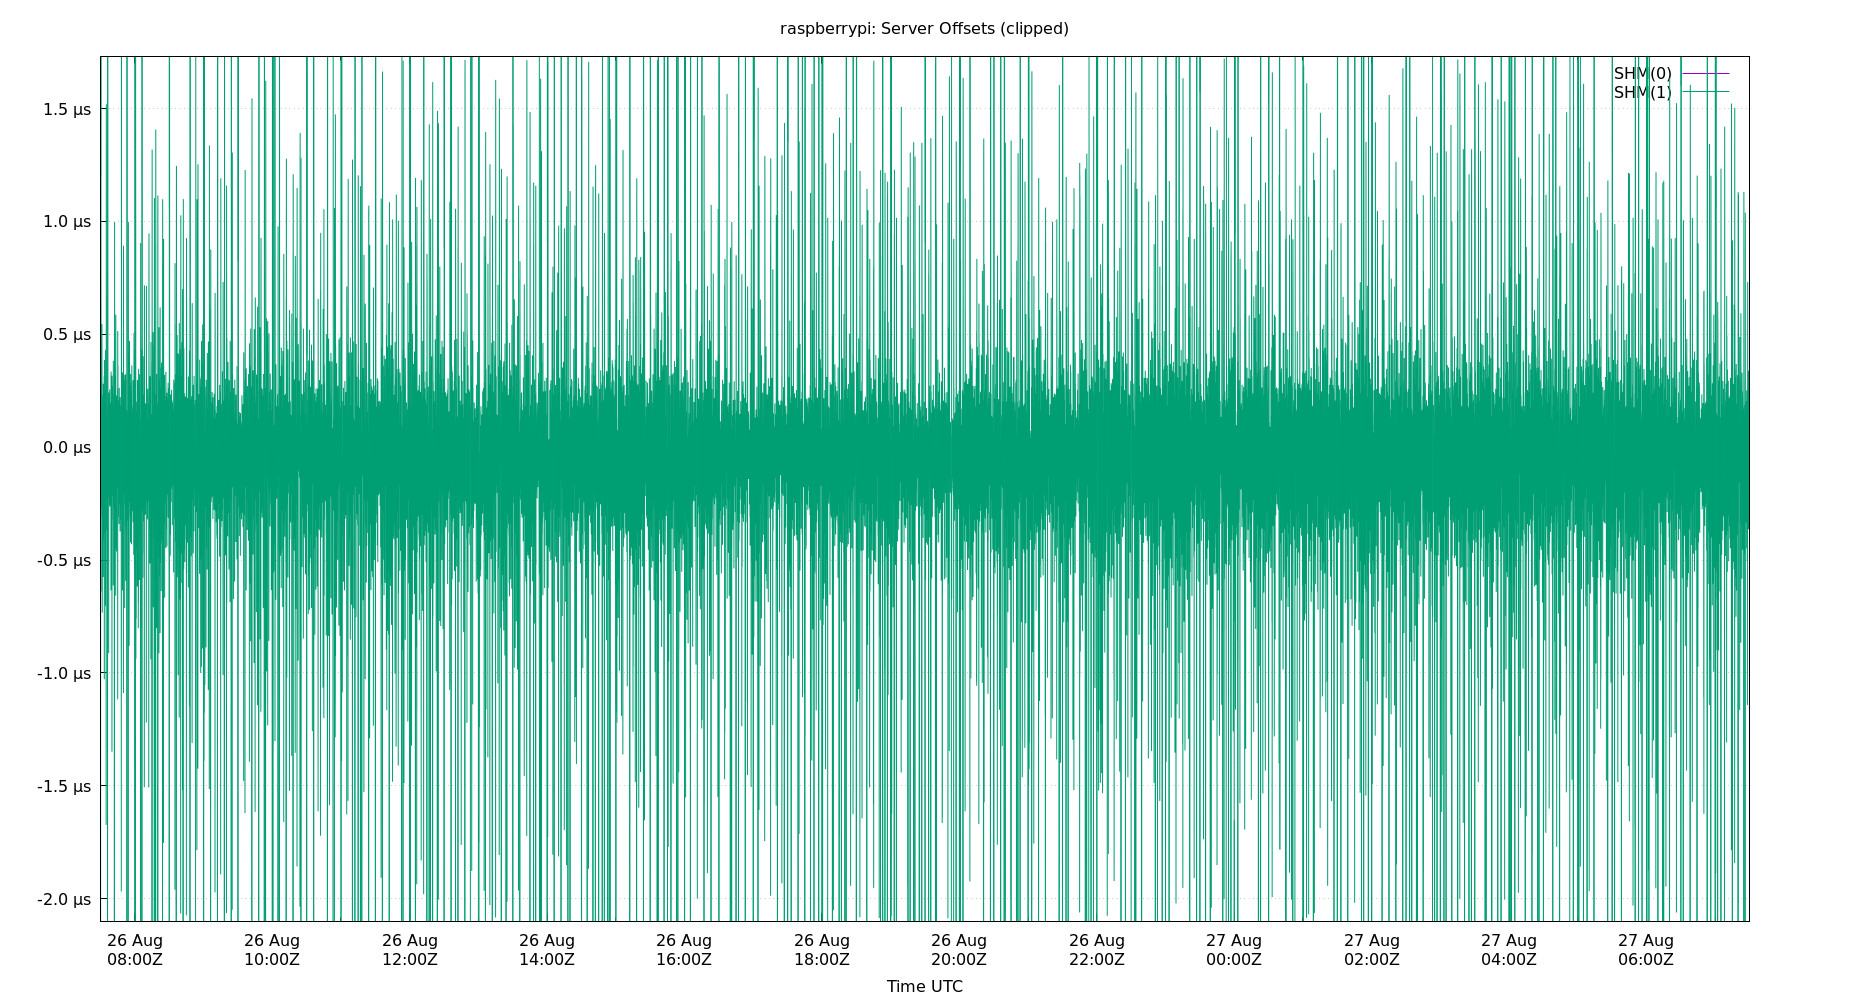 raspberrypi: Server Offsets (clipped)
SHM(0)
SHM(1)
1.5 µs
1.0 µs
0.5 µs
0.0 µs
-0.5 µs
-1.0 µs
-1.5 µs
-2.0 µs
26 Aug 26 Aug 26 Aug 26 Aug 26 Aug 26 Aug 26 Aug 26 Aug 27 Aug 27 Aug 27 Aug 27 Aug
08:00Z 10:00Z 12:00Z 14:00Z 16:00Z 18:00Z 20:00Z 22:00Z 00:00Z 02:00Z 04:00Z 06:00Z
Time UTC